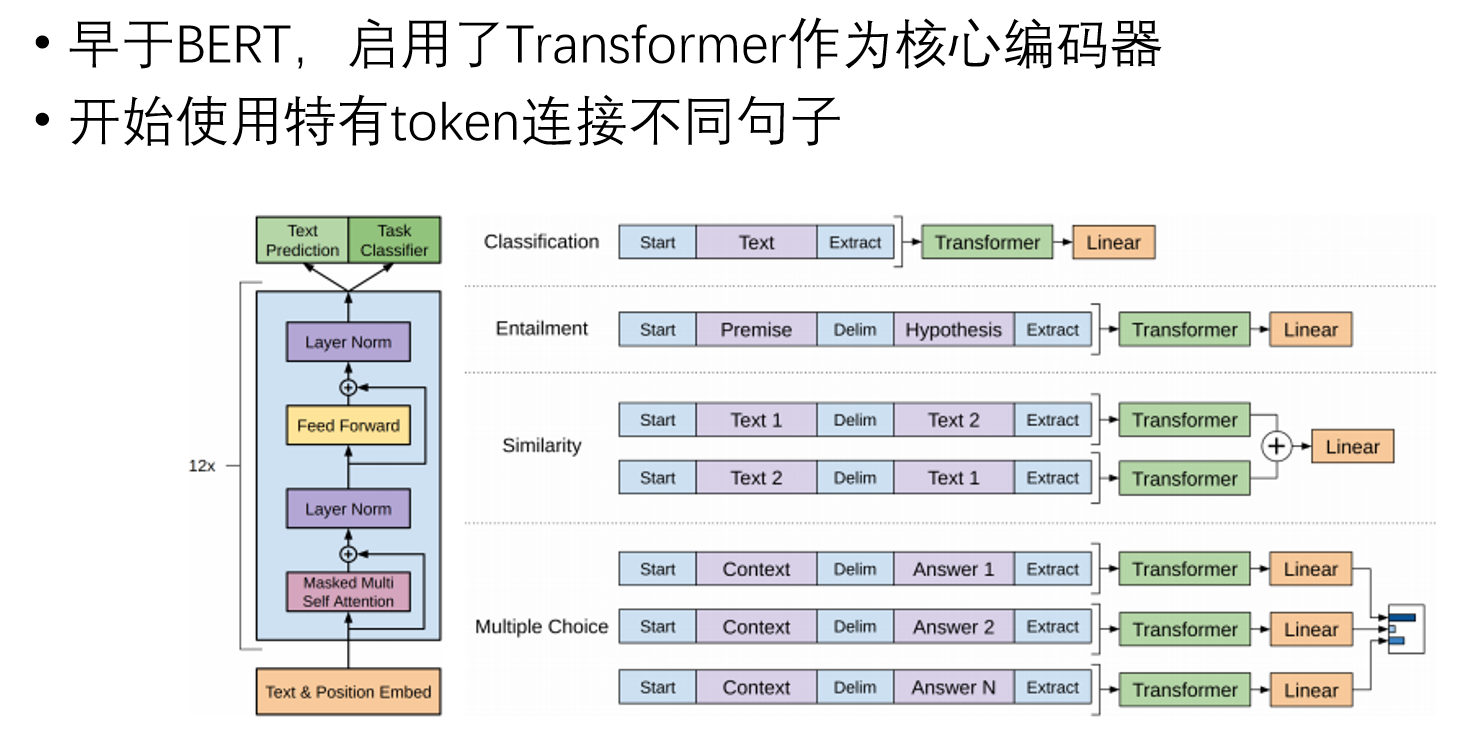 • 早于BERT，启用了Transformer作为核心编码器
• 开始使用特有token连接不同句子
Text
Prediction
Task
Classifier
Layer Norm
+
Feed Forward
12x
Layer Norm
+
Masked Multi
Self Attention
Text & Position Embed
Classification Start Text Extract Transformer Linear
Entailment Start Premise Delim Hypothesis Extract Transformer Linear
Start Text 1 Delim Text 2 Extract Transformer
Similarity + Linear
Start Text 2 Delim Text 1 Extract Transformer
Start Context Delim Answer 1 Extract Transformer Linear
Multiple Choice Start Context Delim Answer 2 Extract Transformer Linear
Start Context Delim Answer N Extract Transformer Linear